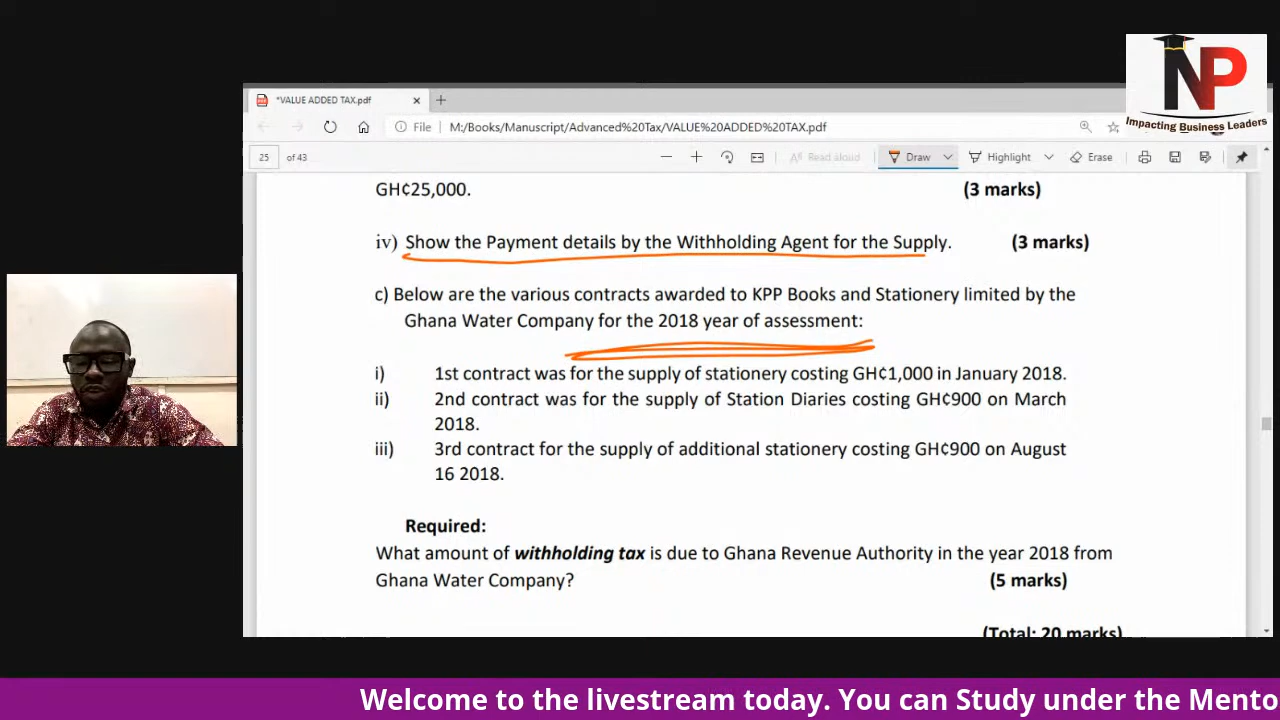 NP
Impacting Business Leaders
*VALUE ADDED TAX.pdf
File M:/Books/Manuscript/Advanced%20Tax/VALUE%20ADDED%20TAX.pdf
25 of 43 Read aloud Draw Highlight Erase
GH¢25,000. (3 marks)
iv) Show the Payment details by the Withholding Agent for the Supply. (3 marks)
c) Below are the various contracts awarded to KPP Books and Stationery limited by the
Ghana Water Company for the 2018 year of assessment:
i) 1st contract was for the supply of stationery costing GH¢1,000 in January 2018.
ii) 2nd contract was for the supply of Station Diaries costing GH¢900 on March
2018.
iii) 3rd contract for the supply of additional stationery costing GH¢900 on August
16 2018.
Required:
What amount of withholding tax is due to Ghana Revenue Authority in the year 2018 from
Ghana Water Company? (5 marks)
(Total: 20 marks)
Welcome to the livestream today. You can Study under the Mento